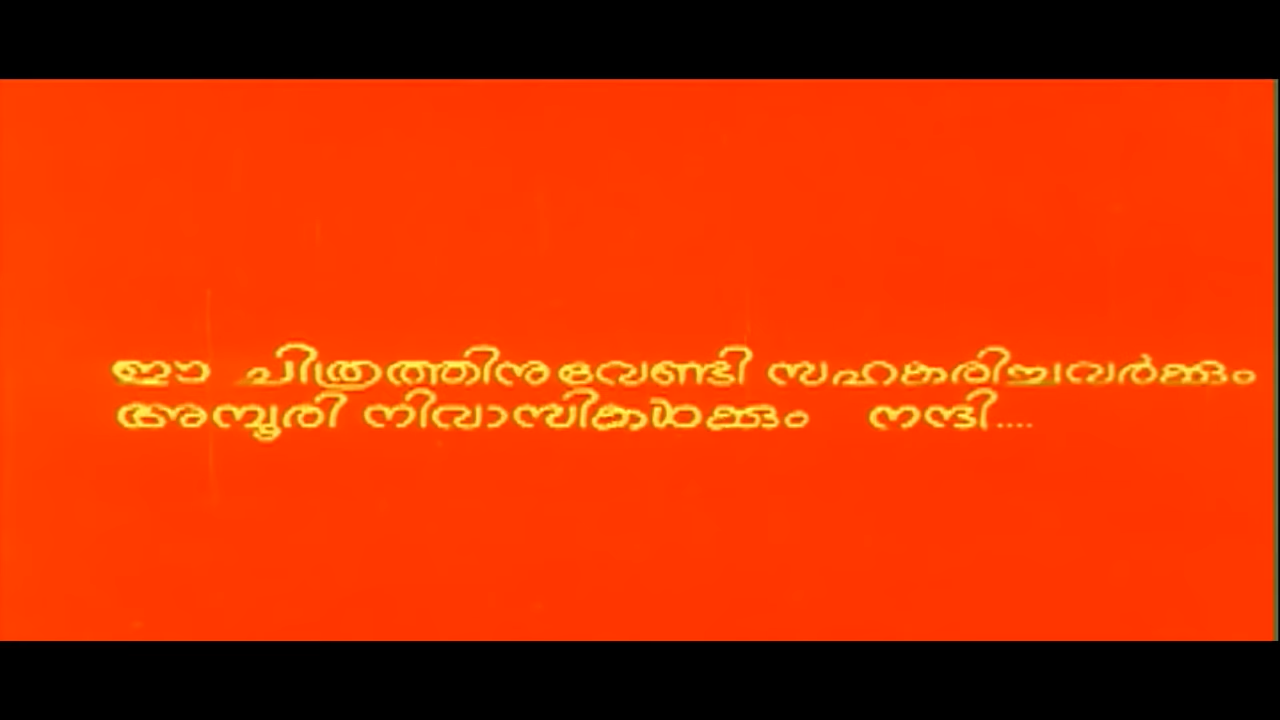 ഈ ചിത്രത്തിനുവേണ്ടി സഹകരിച്ചവർക്കും
അമ്പൂരി നിവാസികൾക്കും നന്ദി....